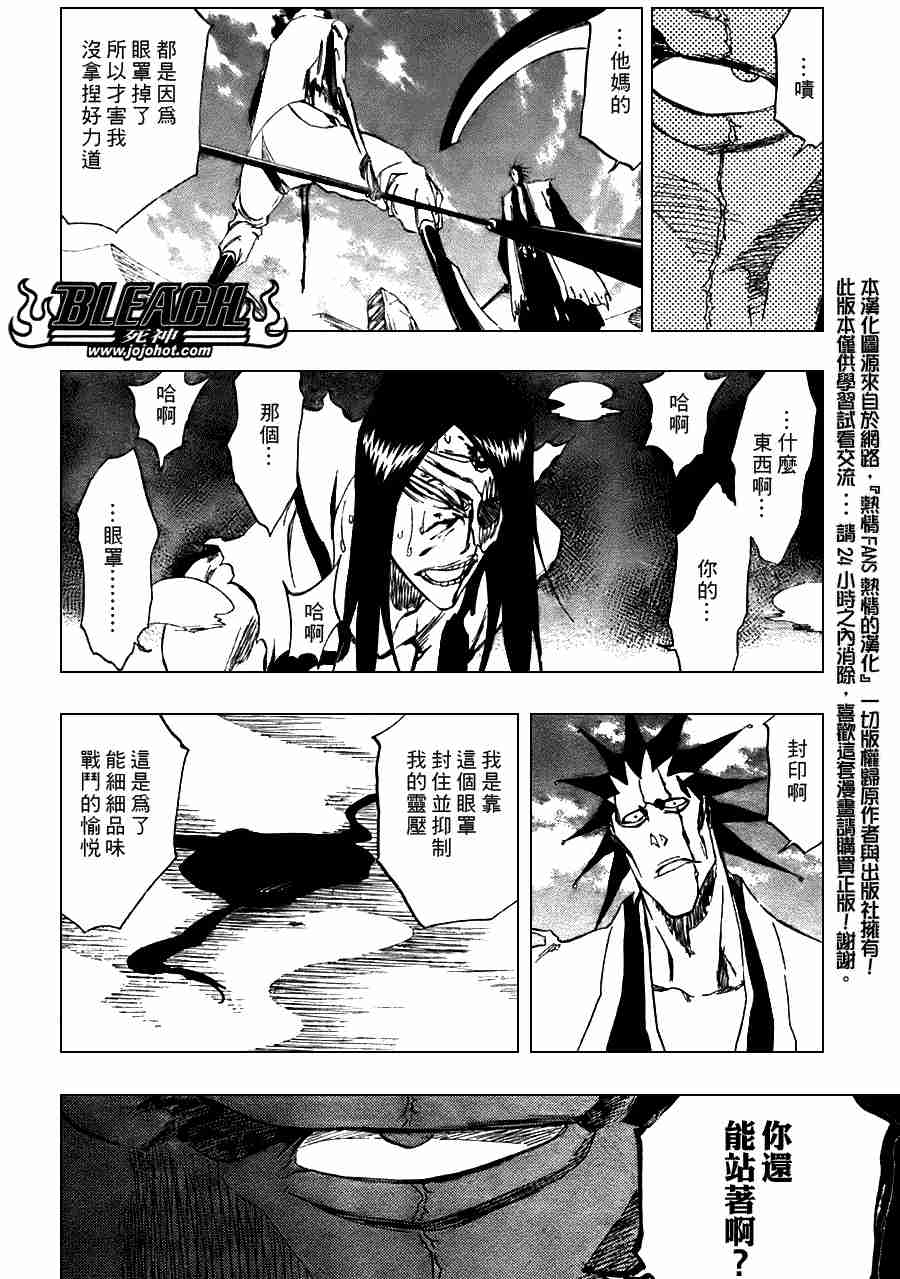 …嘖
…他媽的
都是因爲
眼罩掉了
所以才害我
沒拿捏好力道
BLEACH
死神
www.jojohot.com
…什麼
東西啊…
哈啊
你的…
那個…
哈啊
哈啊
…眼罩…………
封印啊
我是靠
這個眼罩
封住並抑制
我的靈壓
這是爲了
能細細品味
戰鬥的愉悅
你還
能站著啊？
本漢化圖源來自於網路，『熱情FANS 熱情的漢化』一切版權歸原作者與出版社擁有！
此版本僅供學習試看交流… 請 24 小時之內消除，喜歡這套漫畫請購買正版！謝謝。